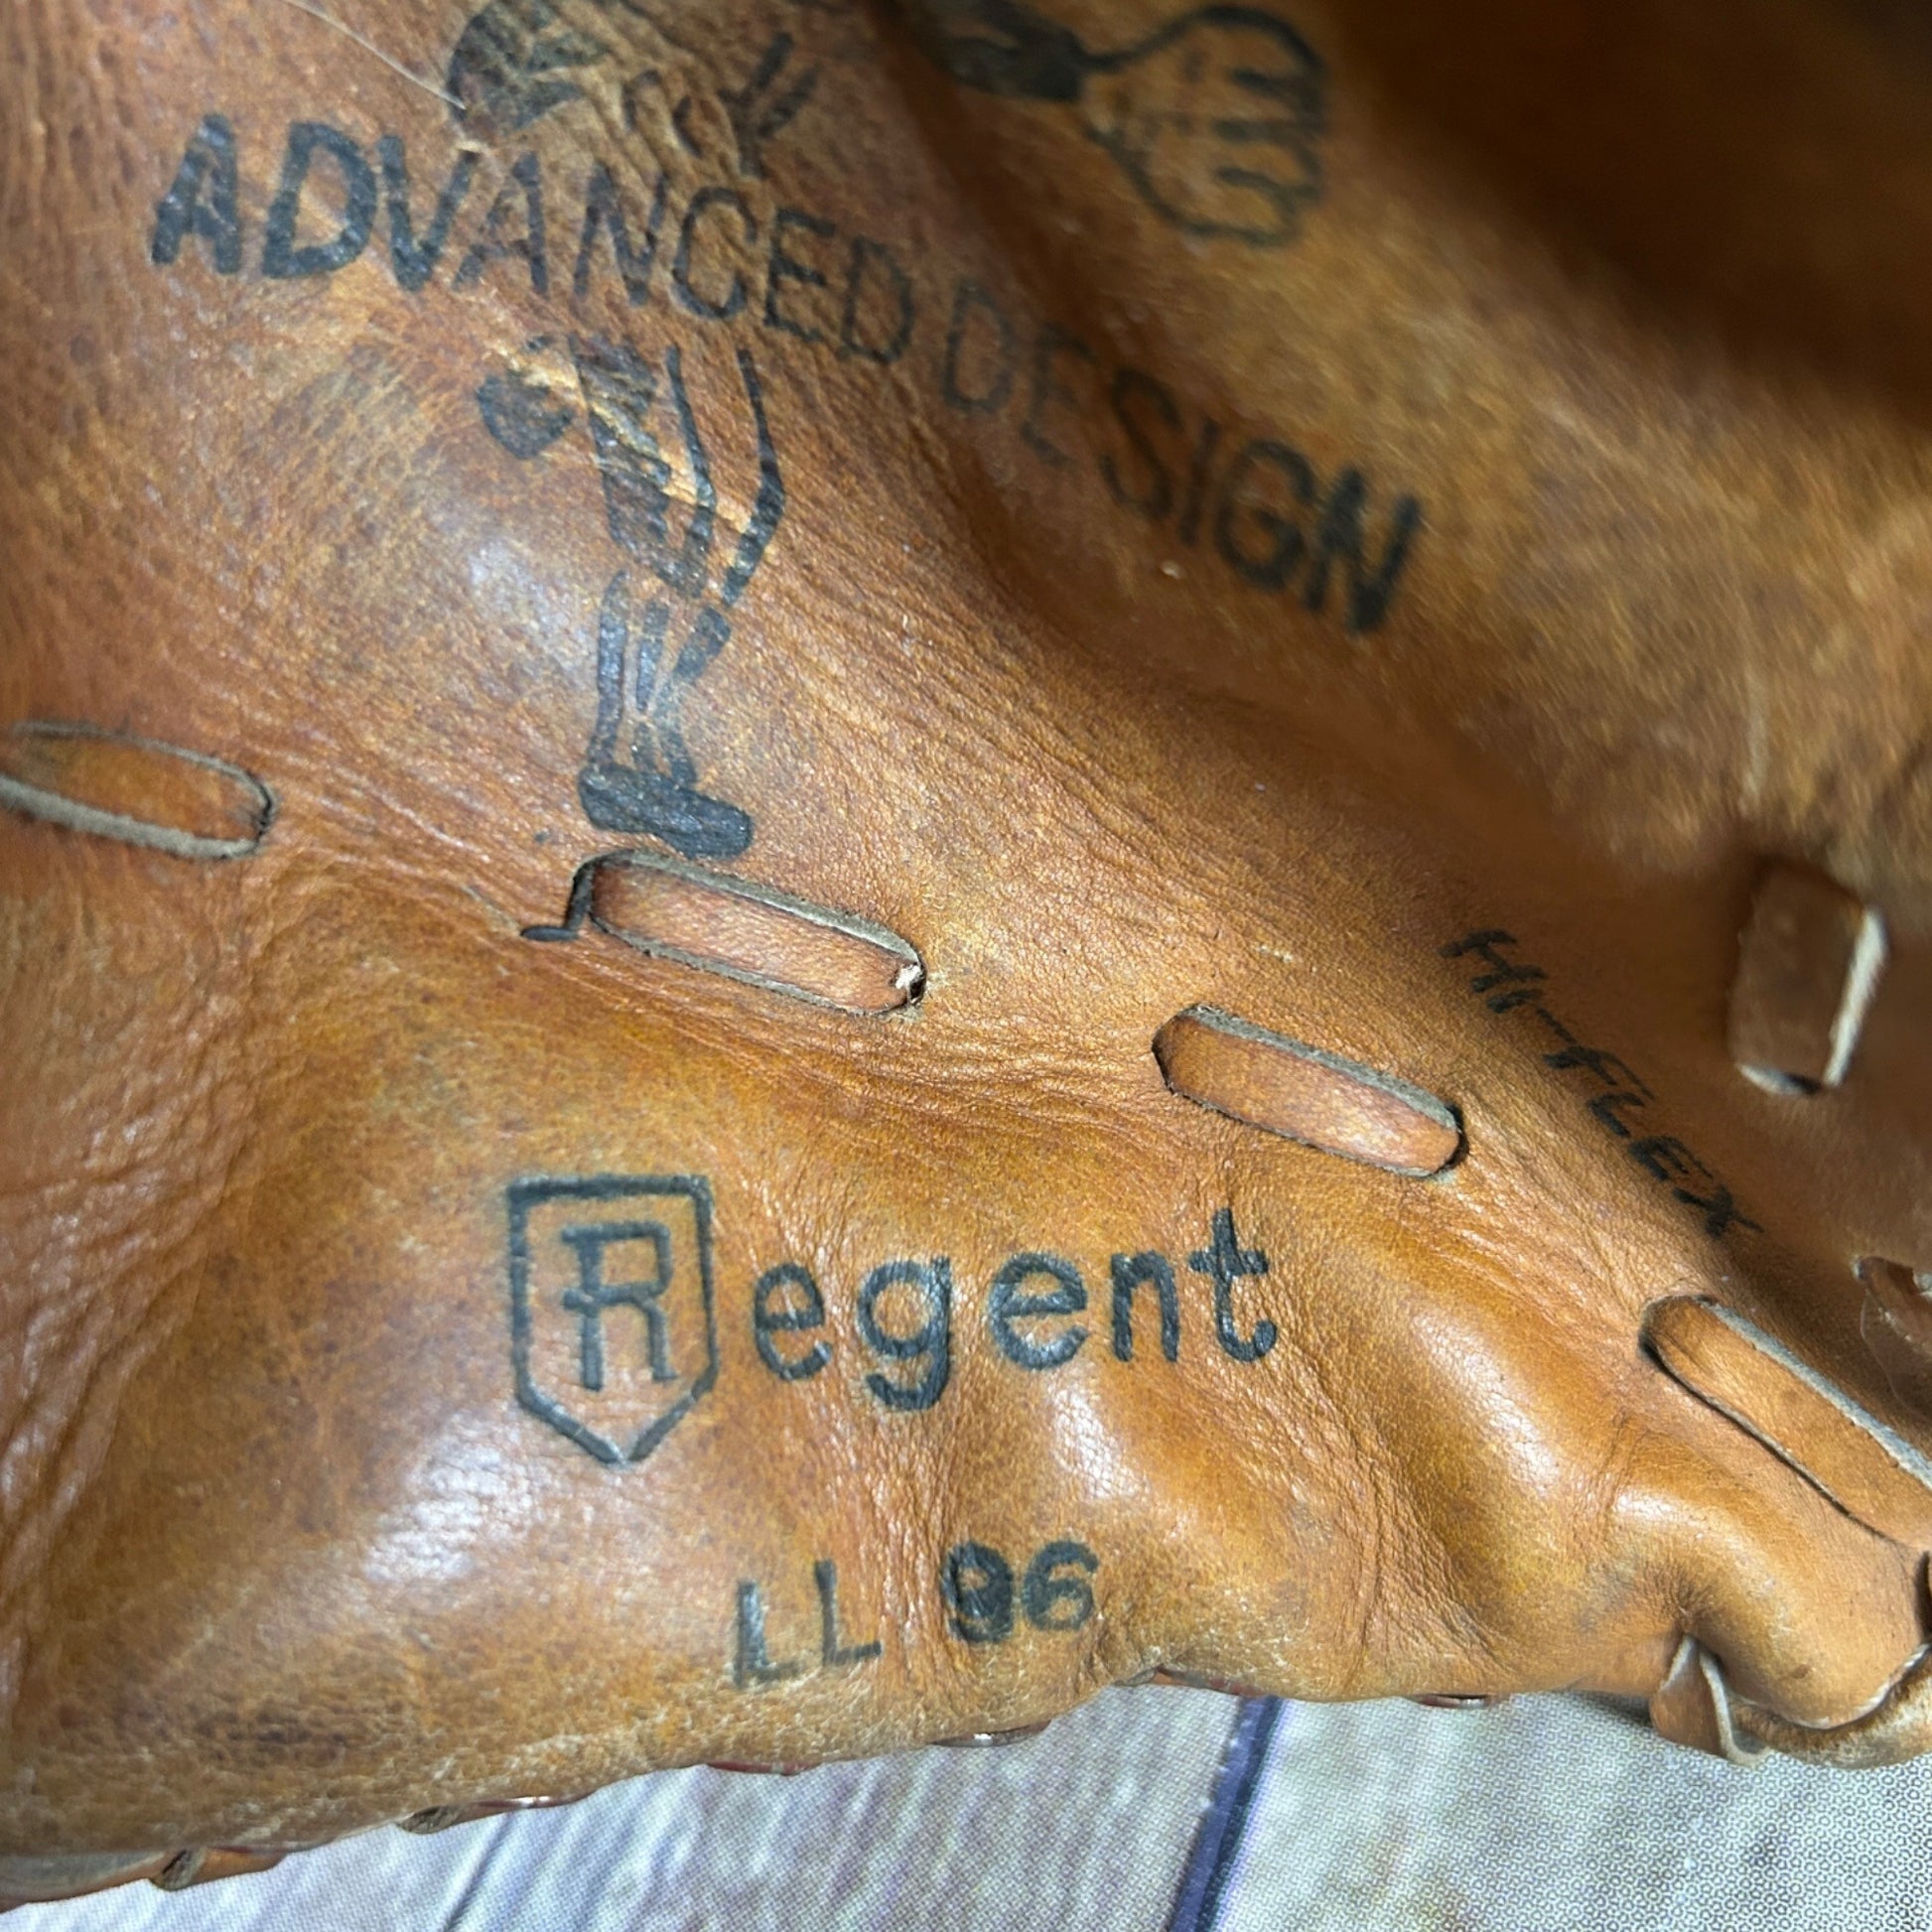 ADVANCED DESIGN
HI-FLEX
Regent
LL 96